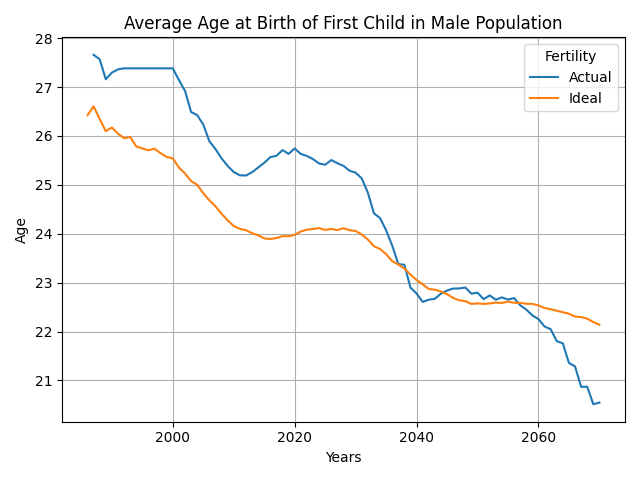 Average Age at Birth of First Child in Male Population
Fertility
Actual
Ideal
28
27
26
25
24
23
22
21
Age
2000
2020
2040
2060
Years